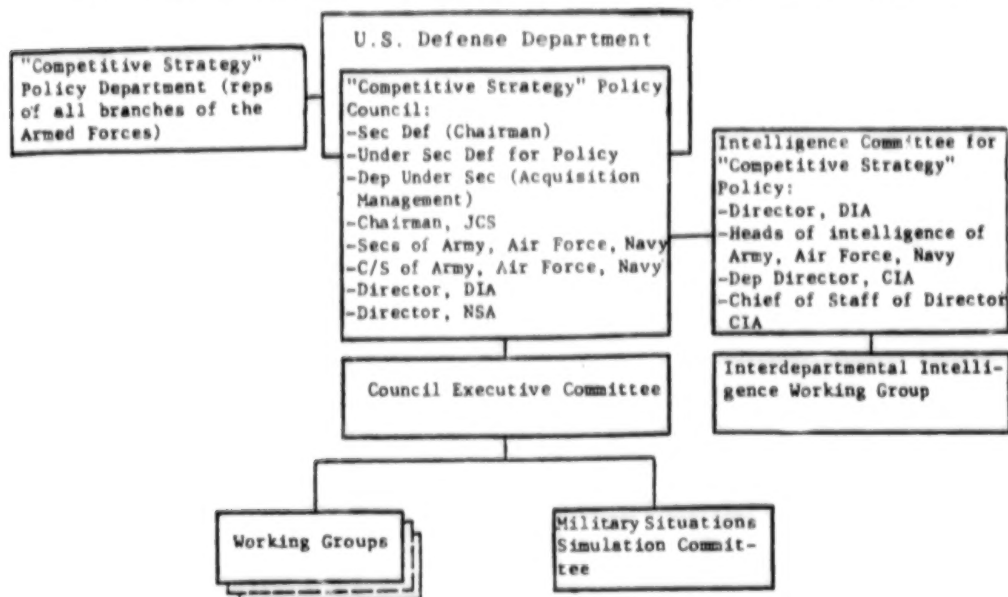 U.S. Defense Department
"Competitive Strategy"
Policy Department (reps
of all branches of the
Armed Forces)
"Competitive Strategy" Policy
Council:
-Sec Def (Chairman)
-Under Sec Def for Policy
-Dep Under Sec (Acquisition
Management)
-Chairman, JCS
-Secs of Army, Air Force, Navy
-C/S of Army, Air Force, Navy
-Director, DIA
-Director, NSA
Intelligence Committee for
"Competitive Strategy"
Policy:
-Director, DIA
-Heads of intelligence of
Army, Air Force, Navy
-Dep Director, CIA
-Chief of Staff of Director
CIA
Council Executive Committee
Interdepartmental Intelli-
gence Working Group
Working Groups
Military Situations
Simulation Commit-
tee